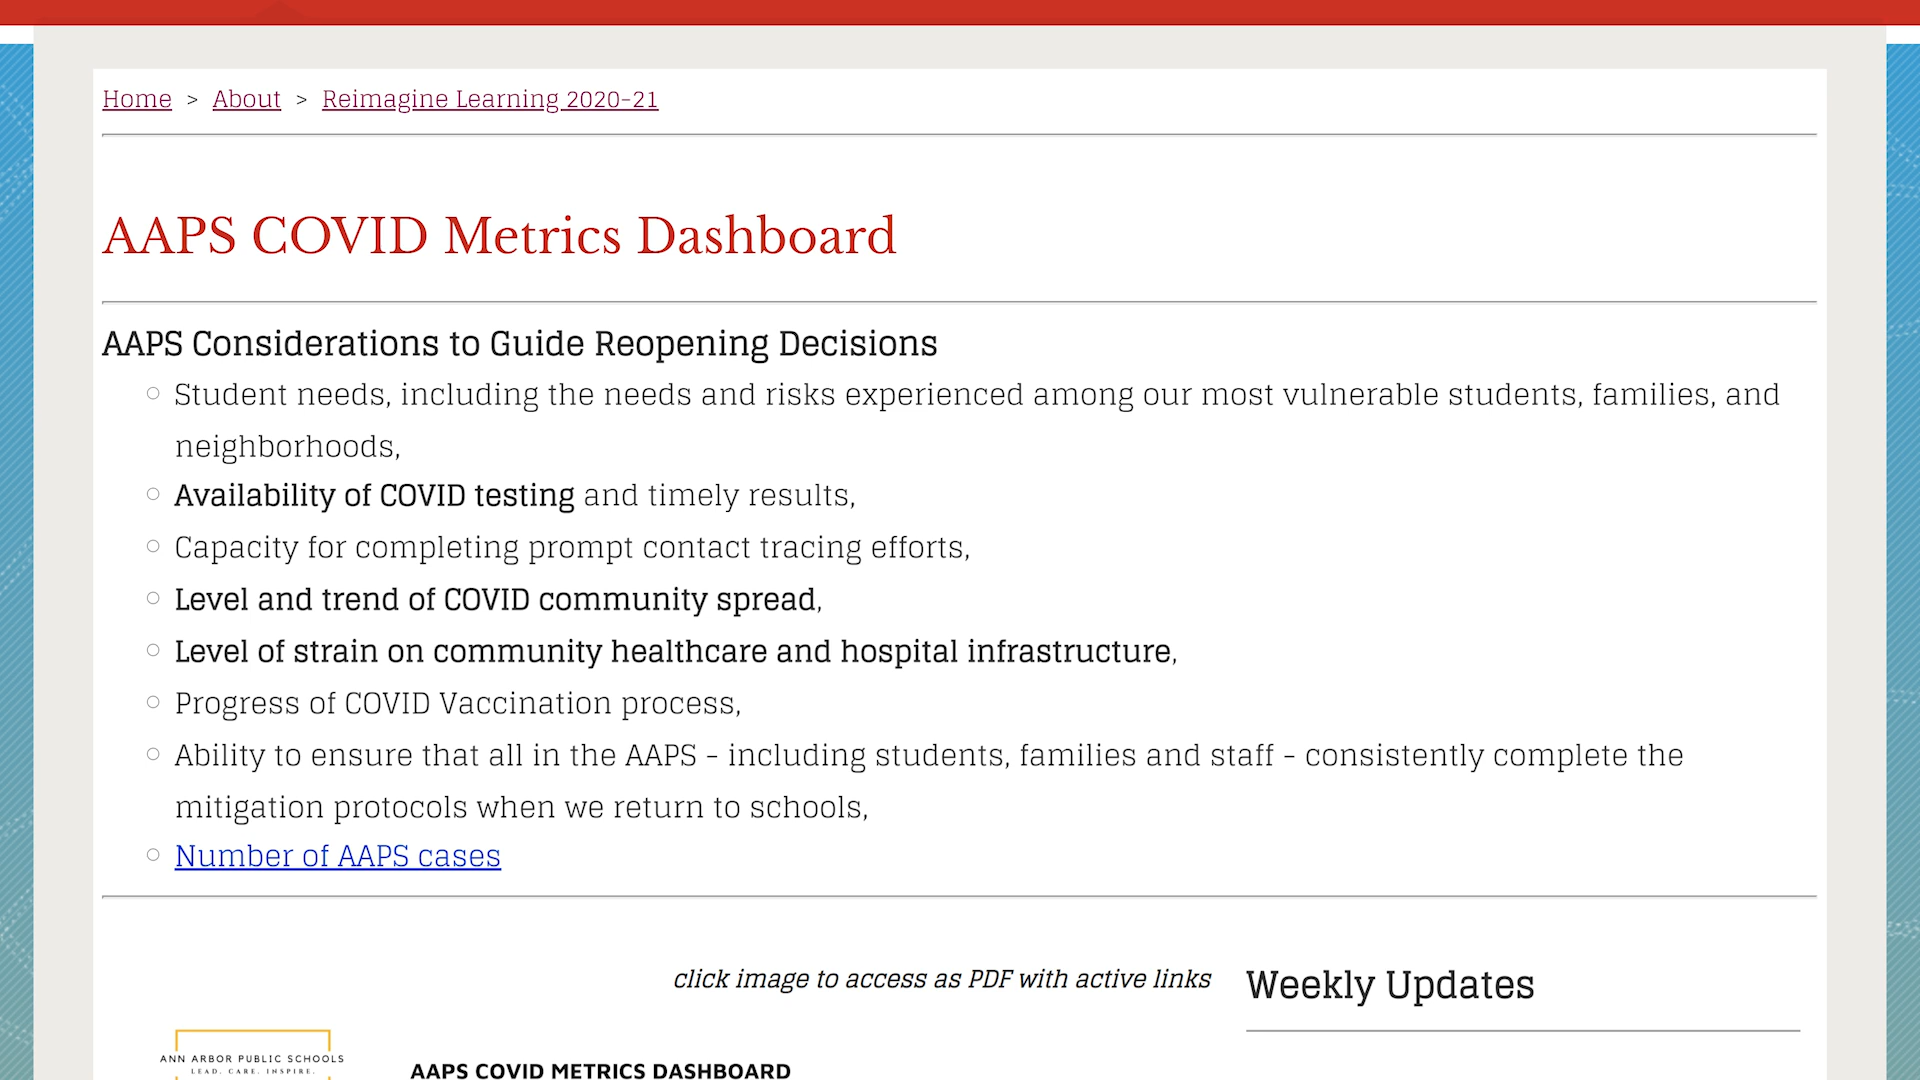 Home > About > Reimagine Learning 2020-21
AAPS COVID Metrics Dashboard
AAPS Considerations to Guide Reopening Decisions
Student needs, including the needs and risks experienced among our most vulnerable students, families, and
neighborhoods,
Availability of COVID testing and timely results,
Capacity for completing prompt contact tracing efforts,
Level and trend of COVID community spread,
Level of strain on community healthcare and hospital infrastructure,
Progress of COVID Vaccination process,
Ability to ensure that all in the AAPS - including students, families and staff - consistently complete the
mitigation protocols when we return to schools,
Number of AAPS cases
click image to access as PDF with active links
Weekly Updates
ANN ARBOR PUBLIC SCHOOLS
LEAD. CARE. INSPIRE.
AAPS COVID METRICS DASHBOARD